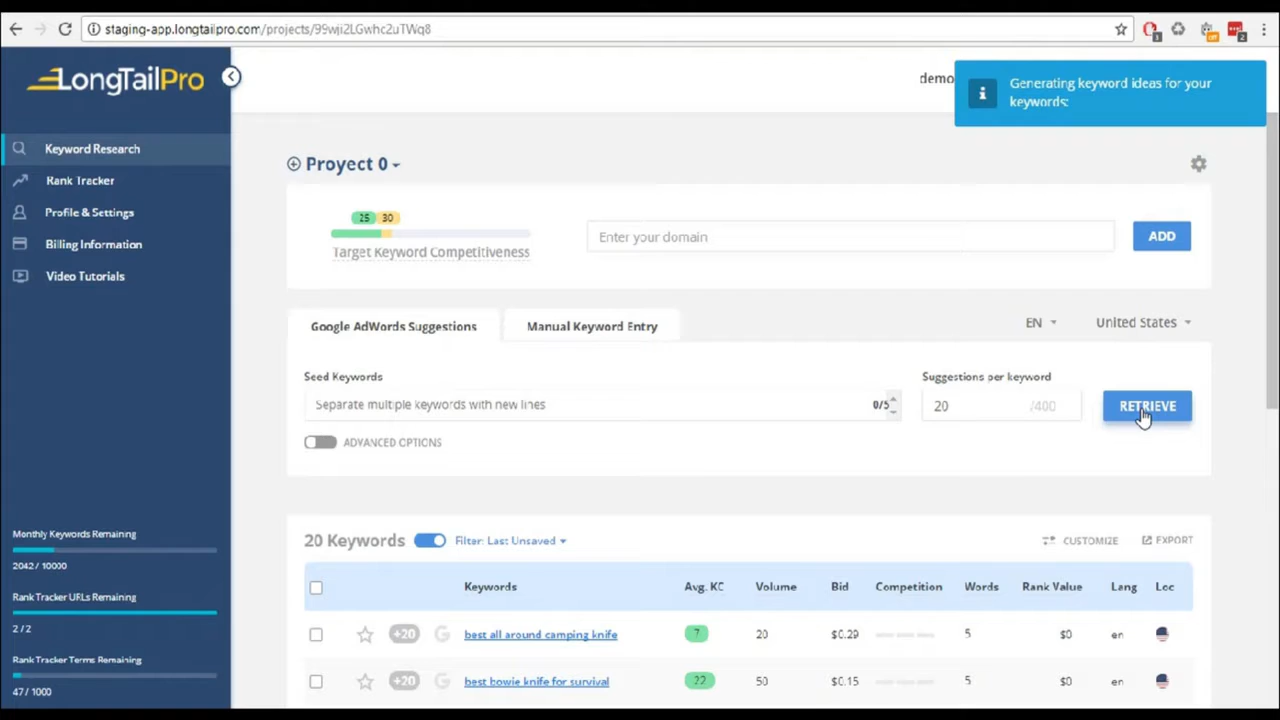 staging-app.longtailpro.com/projects/99wji2LGwhc2uTWq8
LongTailPro
demo
Generating keyword ideas for your
keywords:
Keyword Research
Rank Tracker
Profile & Settings
Billing Information
Video Tutorials
Proyect 0
25 30
Target Keyword Competitiveness
Enter your domain
ADD
Google AdWords Suggestions
Manual Keyword Entry
EN
United States
Seed Keywords
Suggestions per keyword
Separate multiple keywords with new lines
0/5
20 /400
RETRIEVE
ADVANCED OPTIONS
20 Keywords Filter: Last Unsaved
CUSTOMIZE EXPORT
Keywords Avg. KC Volume Bid Competition Words Rank Value Lang Loc
+20 G best all around camping knife 7 20 $0.29 5 $0 en
+20 G best bowie knife for survival 22 50 $0.15 5 $0 en
Monthly Keywords Remaining
2042 / 10000
Rank Tracker URLs Remaining
2 / 2
Rank Tracker Terms Remaining
47 / 1000